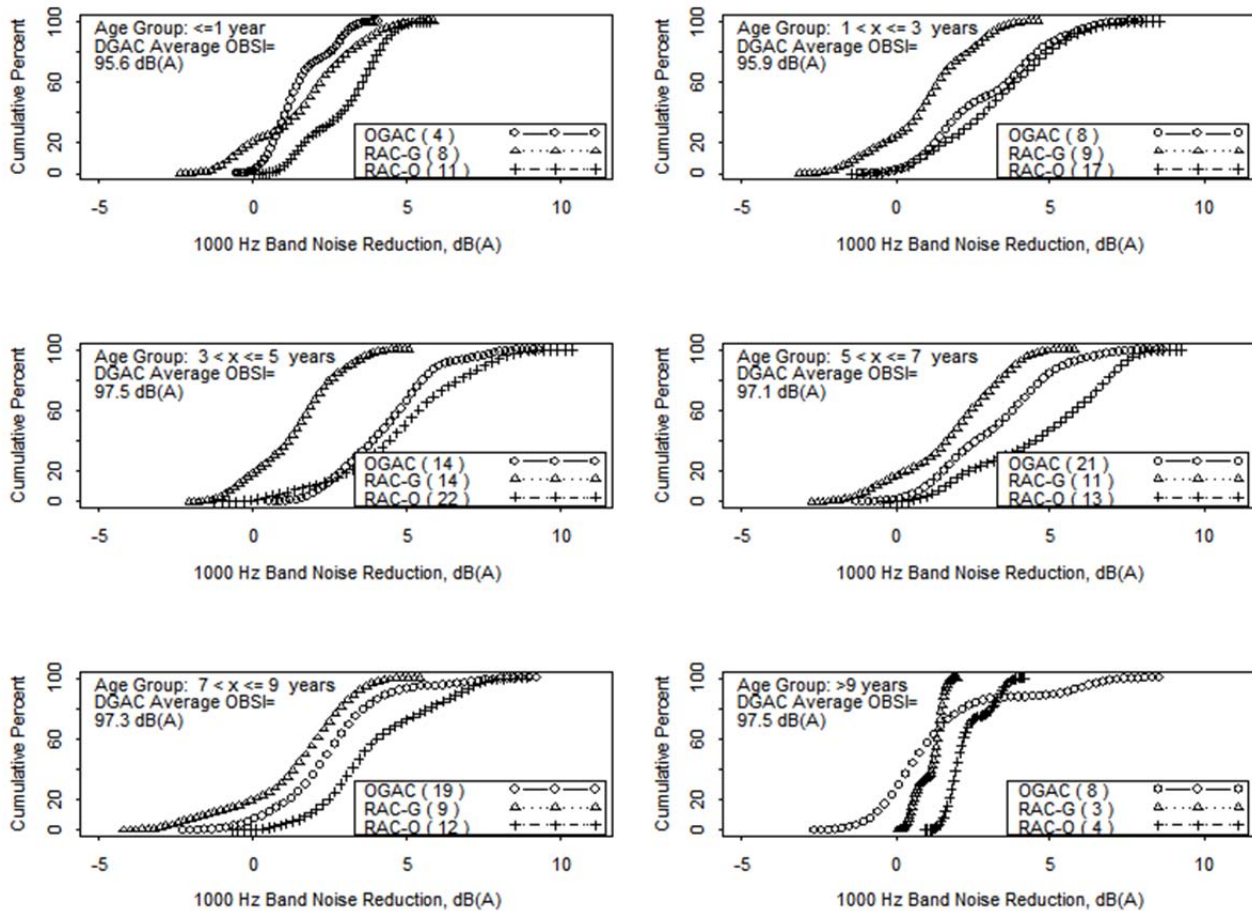 Age Group: <=1 year
DGAC Average OBSI=
95.6 dB(A)
Cumulative Percent
0 20 60 100
OGAC ( 4 )
RAC-G ( 8 )
RAC-O ( 11 )
-5 0 5 10
1000 Hz Band Noise Reduction, dB(A)
Age Group: 1 < x <= 3 years
DGAC Average OBSI=
95.9 dB(A)
Cumulative Percent
0 20 60 100
OGAC ( 8 )
RAC-G ( 9 )
RAC-O ( 17 )
-5 0 5 10
1000 Hz Band Noise Reduction, dB(A)
Age Group: 3 < x <= 5 years
DGAC Average OBSI=
97.5 dB(A)
Cumulative Percent
0 20 60 100
OGAC ( 14 )
RAC-G ( 14 )
RAC-O ( 22 )
-5 0 5 10
1000 Hz Band Noise Reduction, dB(A)
Age Group: 5 < x <= 7 years
DGAC Average OBSI=
97.1 dB(A)
Cumulative Percent
0 20 60 100
OGAC ( 21 )
RAC-G ( 11 )
RAC-O ( 13 )
-5 0 5 10
1000 Hz Band Noise Reduction, dB(A)
Age Group: 7 < x <= 9 years
DGAC Average OBSI=
97.3 dB(A)
Cumulative Percent
0 20 60 100
OGAC ( 19 )
RAC-G ( 9 )
RAC-O ( 12 )
-5 0 5 10
1000 Hz Band Noise Reduction, dB(A)
Age Group: >9 years
DGAC Average OBSI=
97.5 dB(A)
Cumulative Percent
0 20 60 100
OGAC ( 8 )
RAC-G ( 3 )
RAC-O ( 4 )
-5 0 5 10
1000 Hz Band Noise Reduction, dB(A)